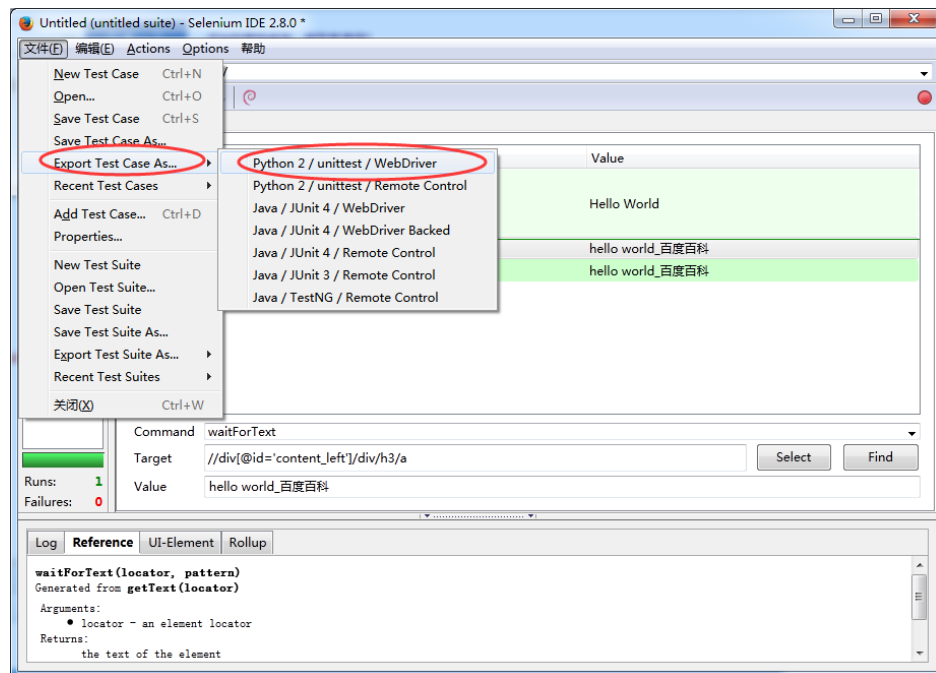 Untitled (untitled suite) - Selenium IDE 2.8.0 *
文件(F) 编辑(E) Actions Options 帮助
New Test Case Ctrl+N
Open... Ctrl+O
Save Test Case Ctrl+S
Save Test Case As...
Export Test Case As...
Recent Test Cases
Add Test Case... Ctrl+D
Properties...
New Test Suite
Open Test Suite...
Save Test Suite
Save Test Suite As...
Export Test Suite As...
Recent Test Suites
关闭(X) Ctrl+W
Python 2 / unittest / WebDriver
Python 2 / unittest / Remote Control
Java / JUnit 4 / WebDriver
Java / JUnit 4 / WebDriver Backed
Java / JUnit 4 / Remote Control
Java / JUnit 3 / Remote Control
Java / TestNG / Remote Control
/
Value
Hello World
hello world_百度百科
hello world_百度百科
Command waitForText
Target //div[@id='content_left']/div/h3/a Select Find
Value hello world_百度百科
Runs: 1
Failures: 0
Log Reference UI-Element Rollup
waitForText(locator, pattern)
Generated from getText(locator)
Arguments:
• locator - an element locator
Returns:
the text of the element